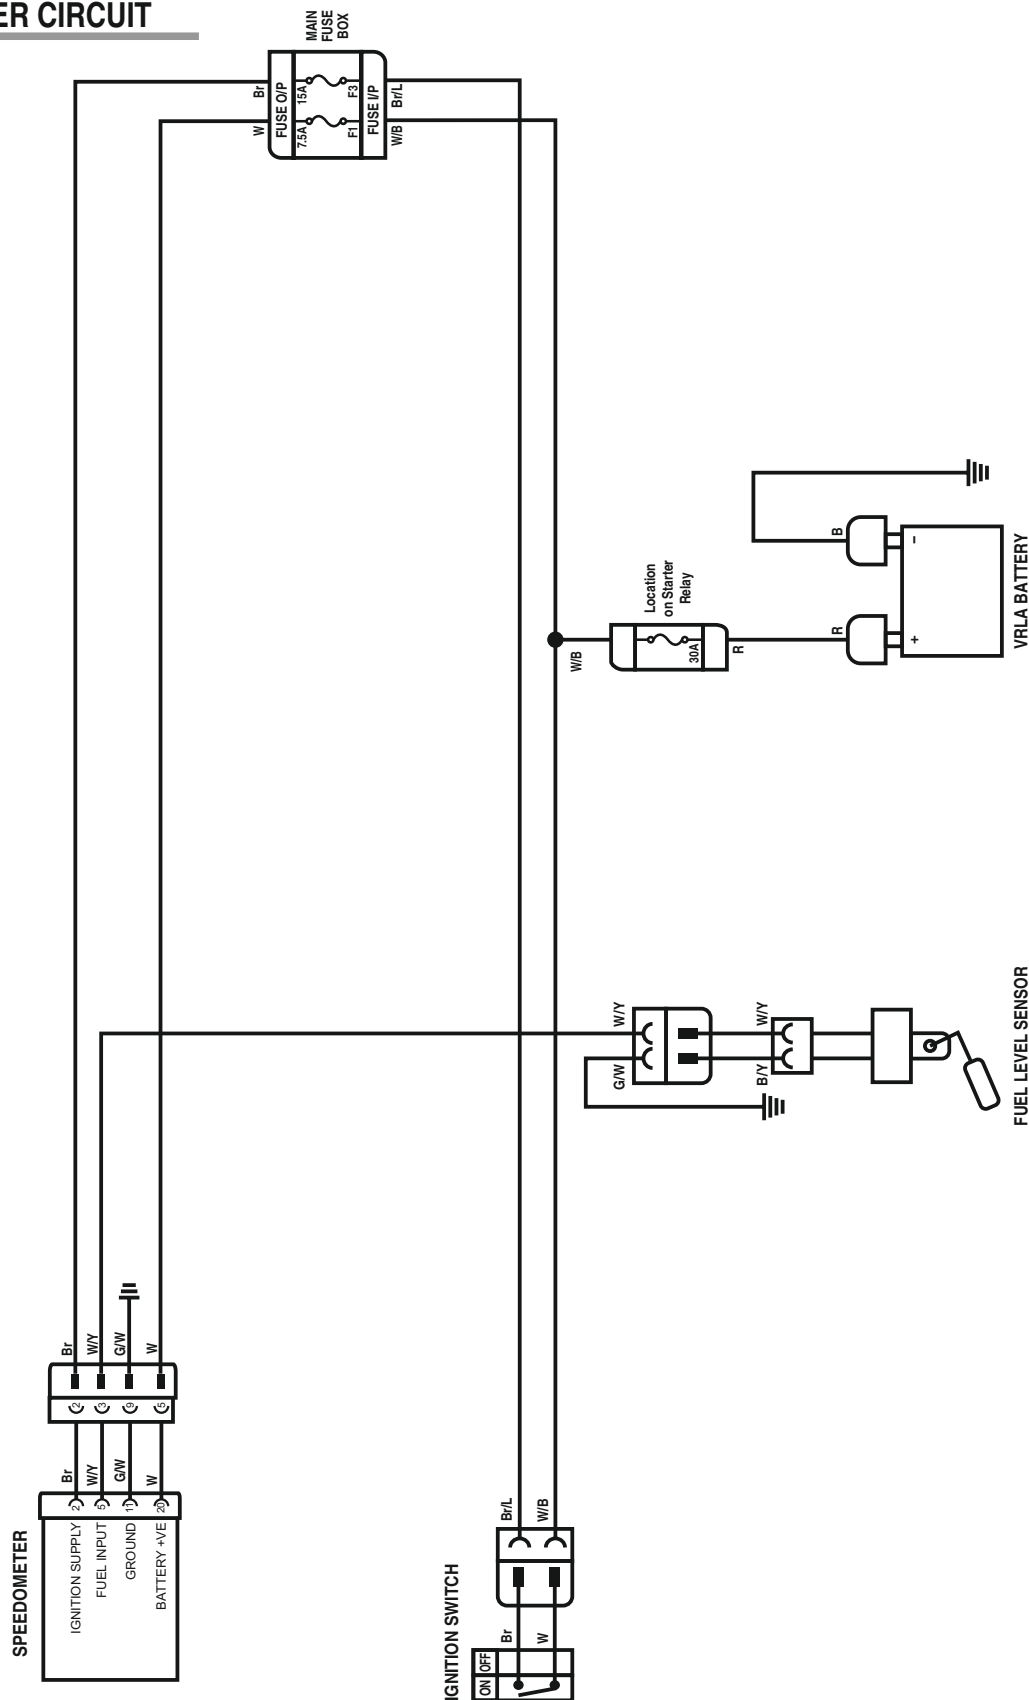 ER CIRCUIT
MAIN
FUSE
BOX
Br
W
FUSE O/P
15A
7.5A
F3
F1
FUSE I/P
Br/L
W/B
Location
on Starter
Relay
W/B
30A
R
R
B
+
-
VRLA BATTERY
W/Y
G/W
W/Y
B/Y
FUEL LEVEL SENSOR
Br
W/Y
G/W
W
2
3
9
5
Br
W/Y
G/W
W
2
5
11
20
SPEEDOMETER
IGNITION SUPPLY
FUEL INPUT
GROUND
BATTERY +VE
Br/L
W/B
IGNITION SWITCH
Br
W
ON
OFF